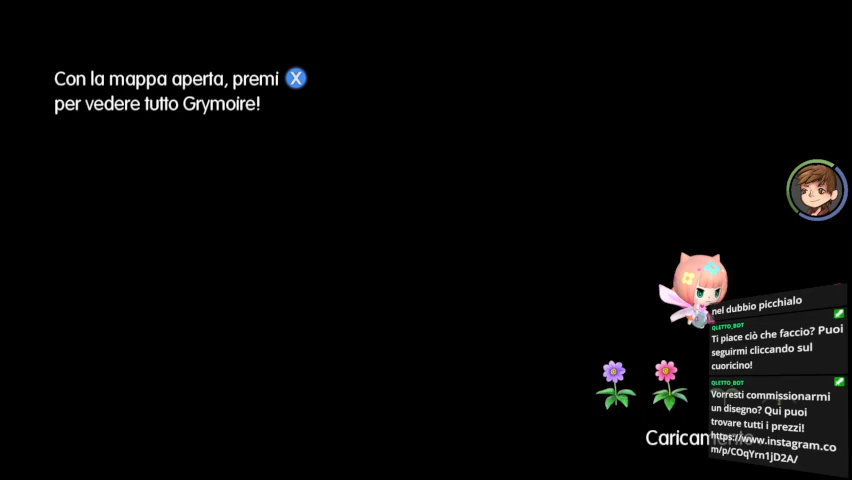 Con la mappa aperta, premi X
per vedere tutto Grymoire!
nel dubbio picchialo
QLETTO_BOT
Ti piace ciò che faccio? Puoi
seguirmi cliccando sul
cuoricino!
QLETTO_BOT
Vorresti commissionarmi
un disegno? Qui puoi
trovare tutti i prezzi!
https://www.instagram.co
m/p/COqYrn1jD2A/
Caricamento